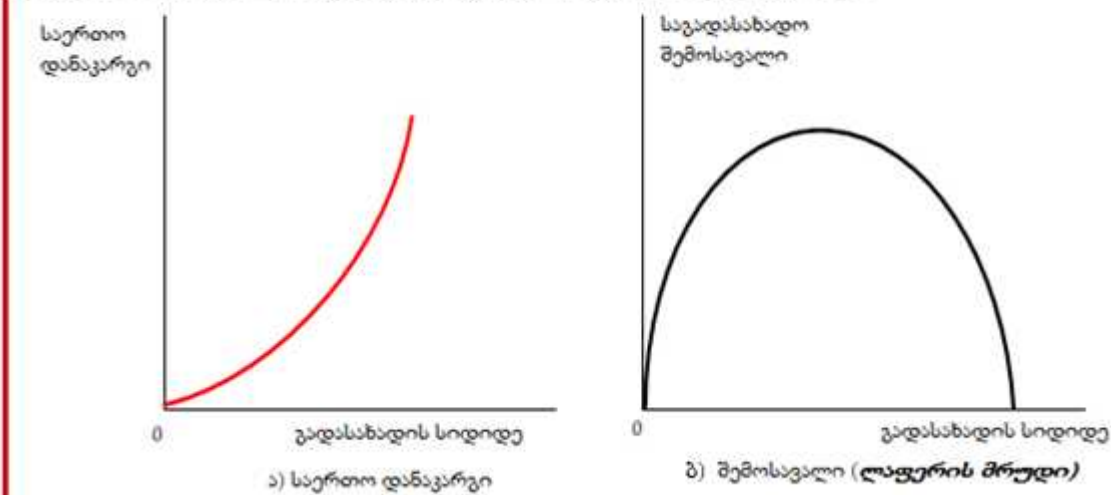 საერთო
დანაკარგი
0
გადასახადის სიდიდე
ა) საერთო დანაკარგი
საგადასახადო
შემოსავალი
0
გადასახადის სიდიდე
ბ) შემოსავალი (ლაფერის მრუდი)